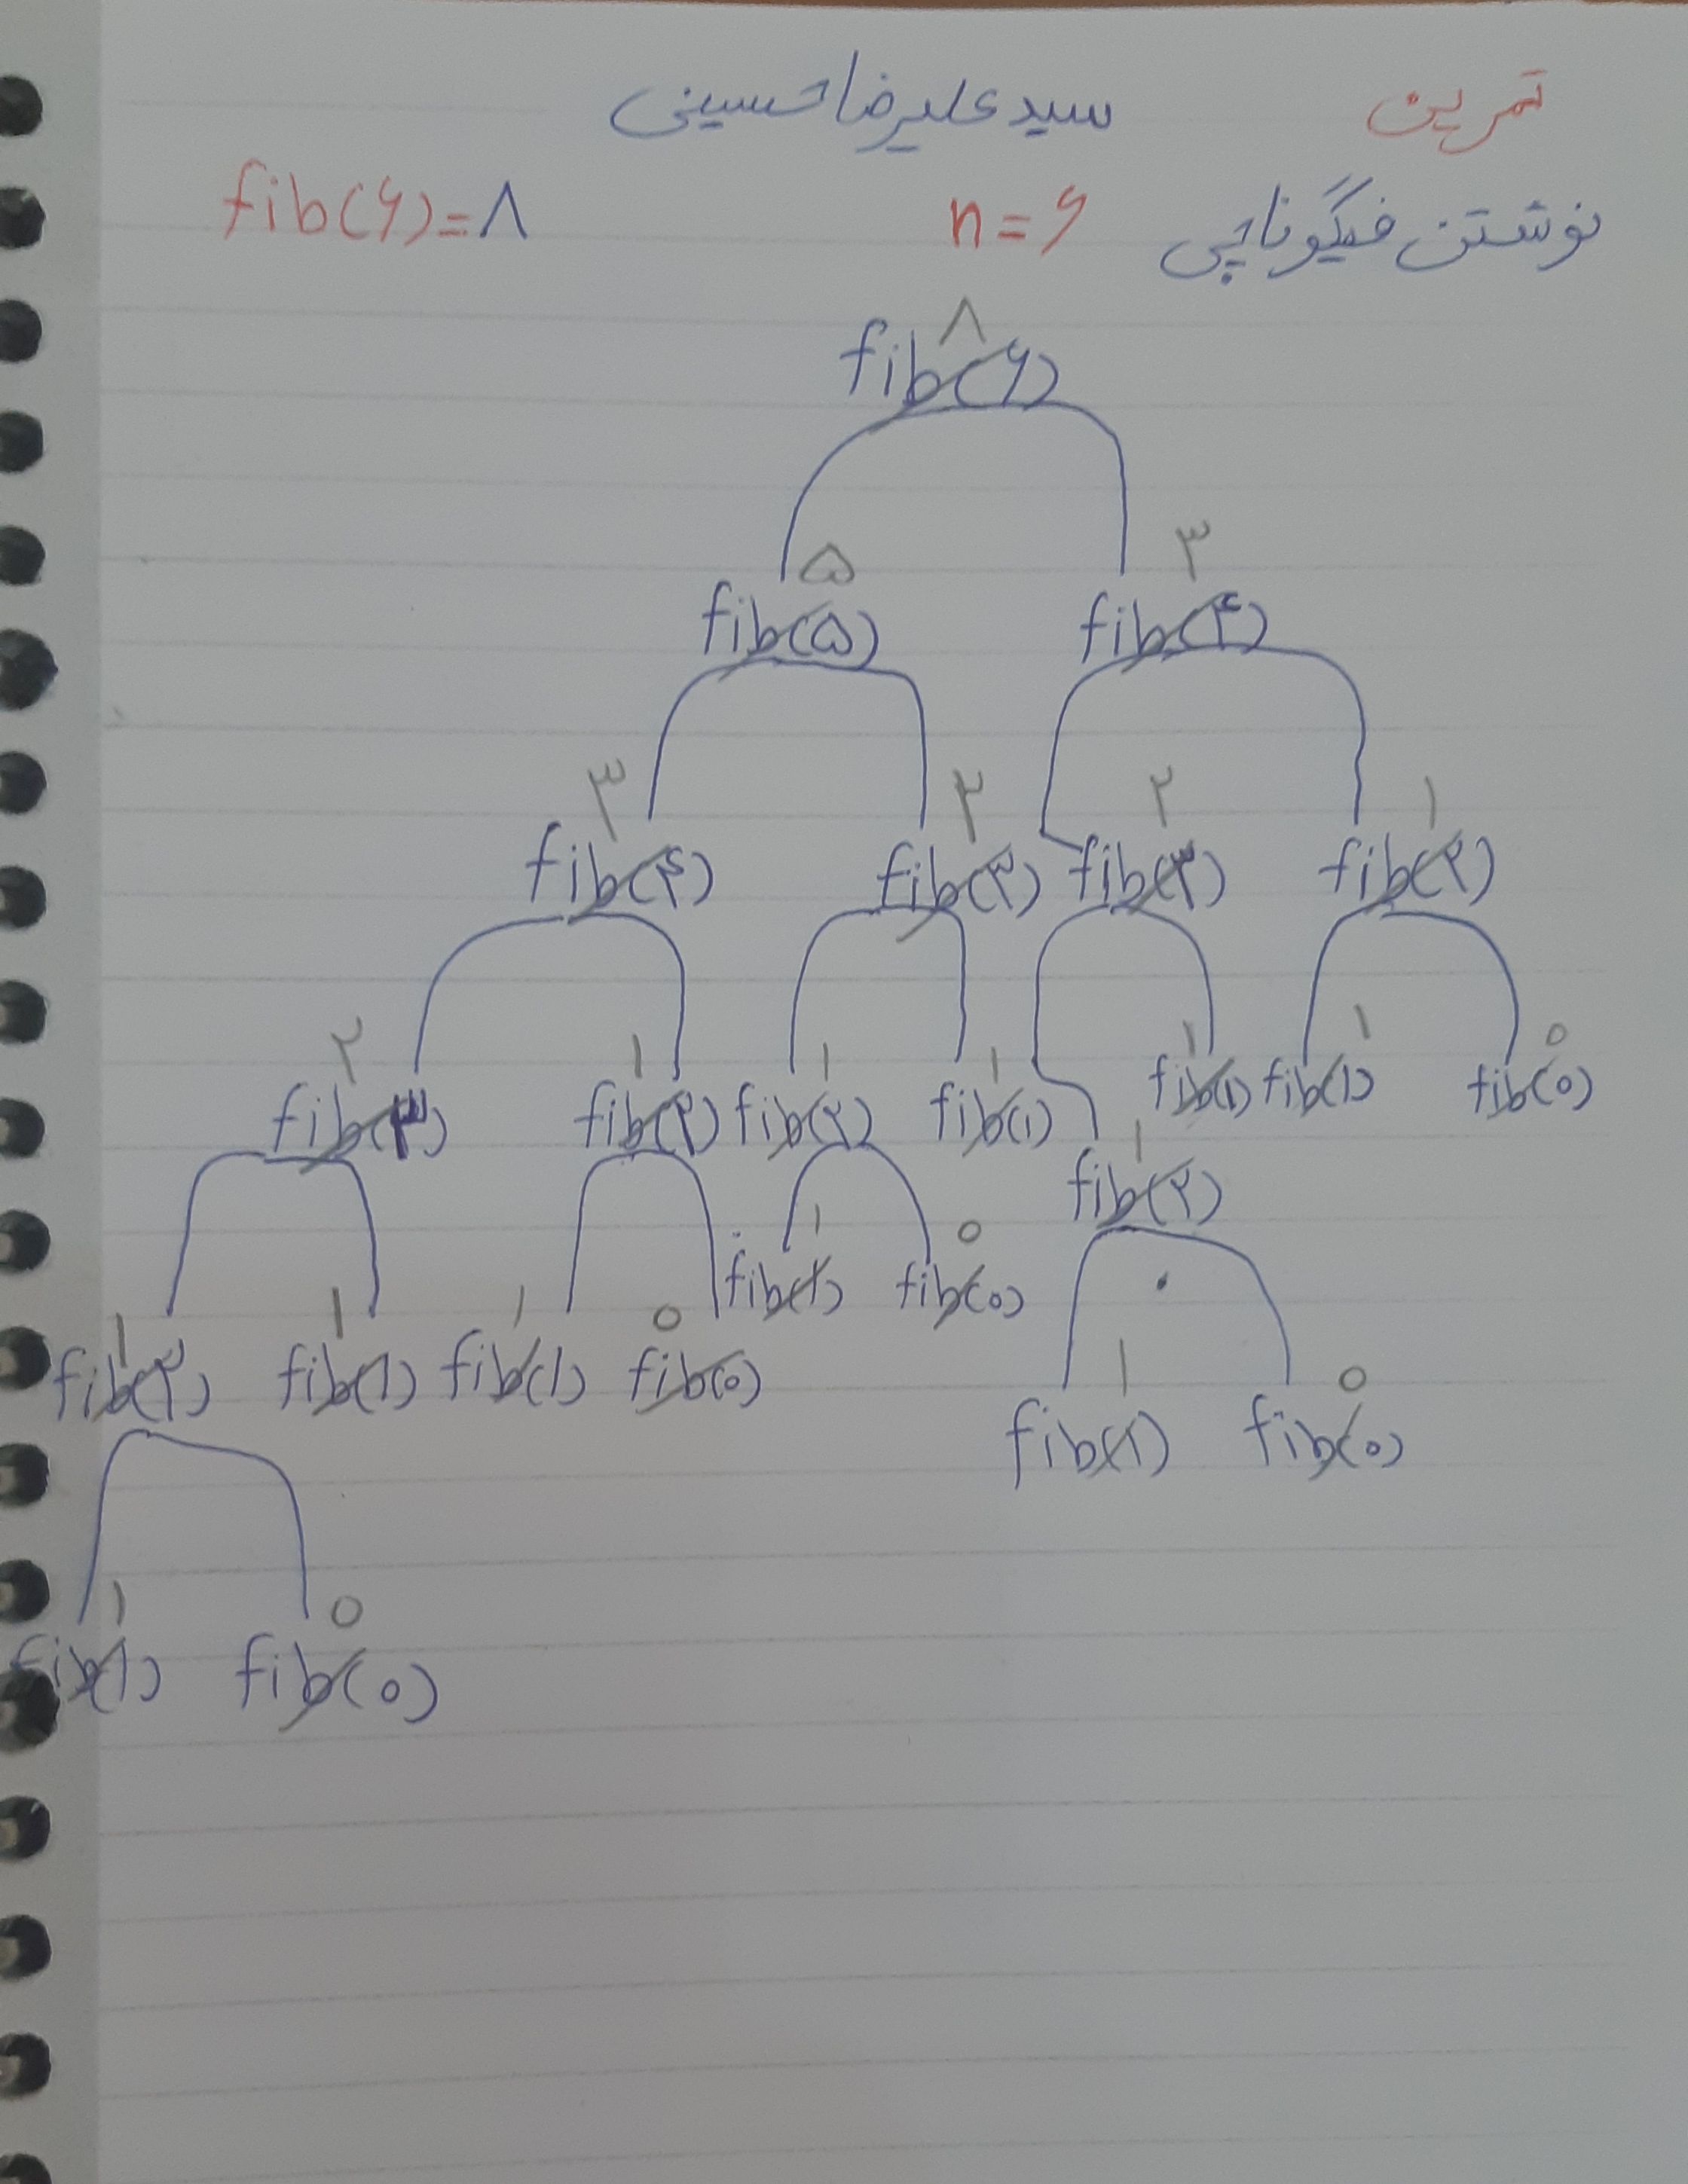 تمرین سید علیرضا حسینی
نوشتن فیگوناچی n=۶ fib(۶)=۸
۸
fib(۶)
۵ ۳
fib(۵) fib(۴)
۳ ۲ ۲ ۱
fib(۴) fib(۳) fib(۳) fib(۲)
۲ ۱ ۱ ۱ ۱ ۱ ۰
fib(۳) fib(۲) fib(۲) fib(۱) fib(۱) fib(۱) fib(۰)
۱
fib(۲)
۱ ۰
fib(۱) fib(۰)
۱ ۱ ۱ ۰
fib(۲) fib(۱) fib(۱) fib(۰)
۱ ۰
fib(۱) fib(۰)
۱ ۰
fib(۱) fib(۰)